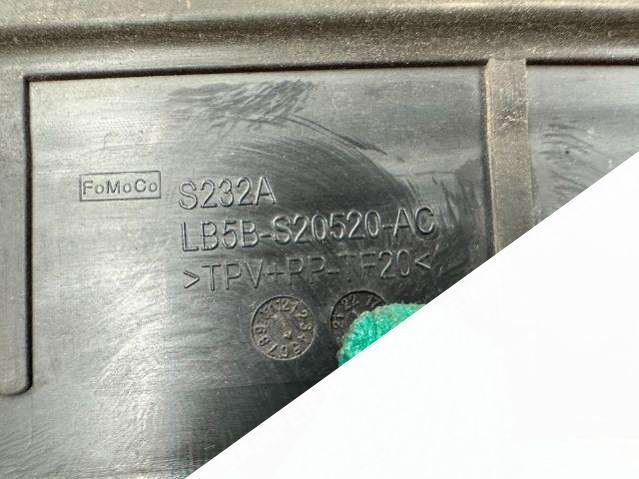 FoMoCo
S232A
LB5B-S20520-AC
>TPV+PP-TF20<